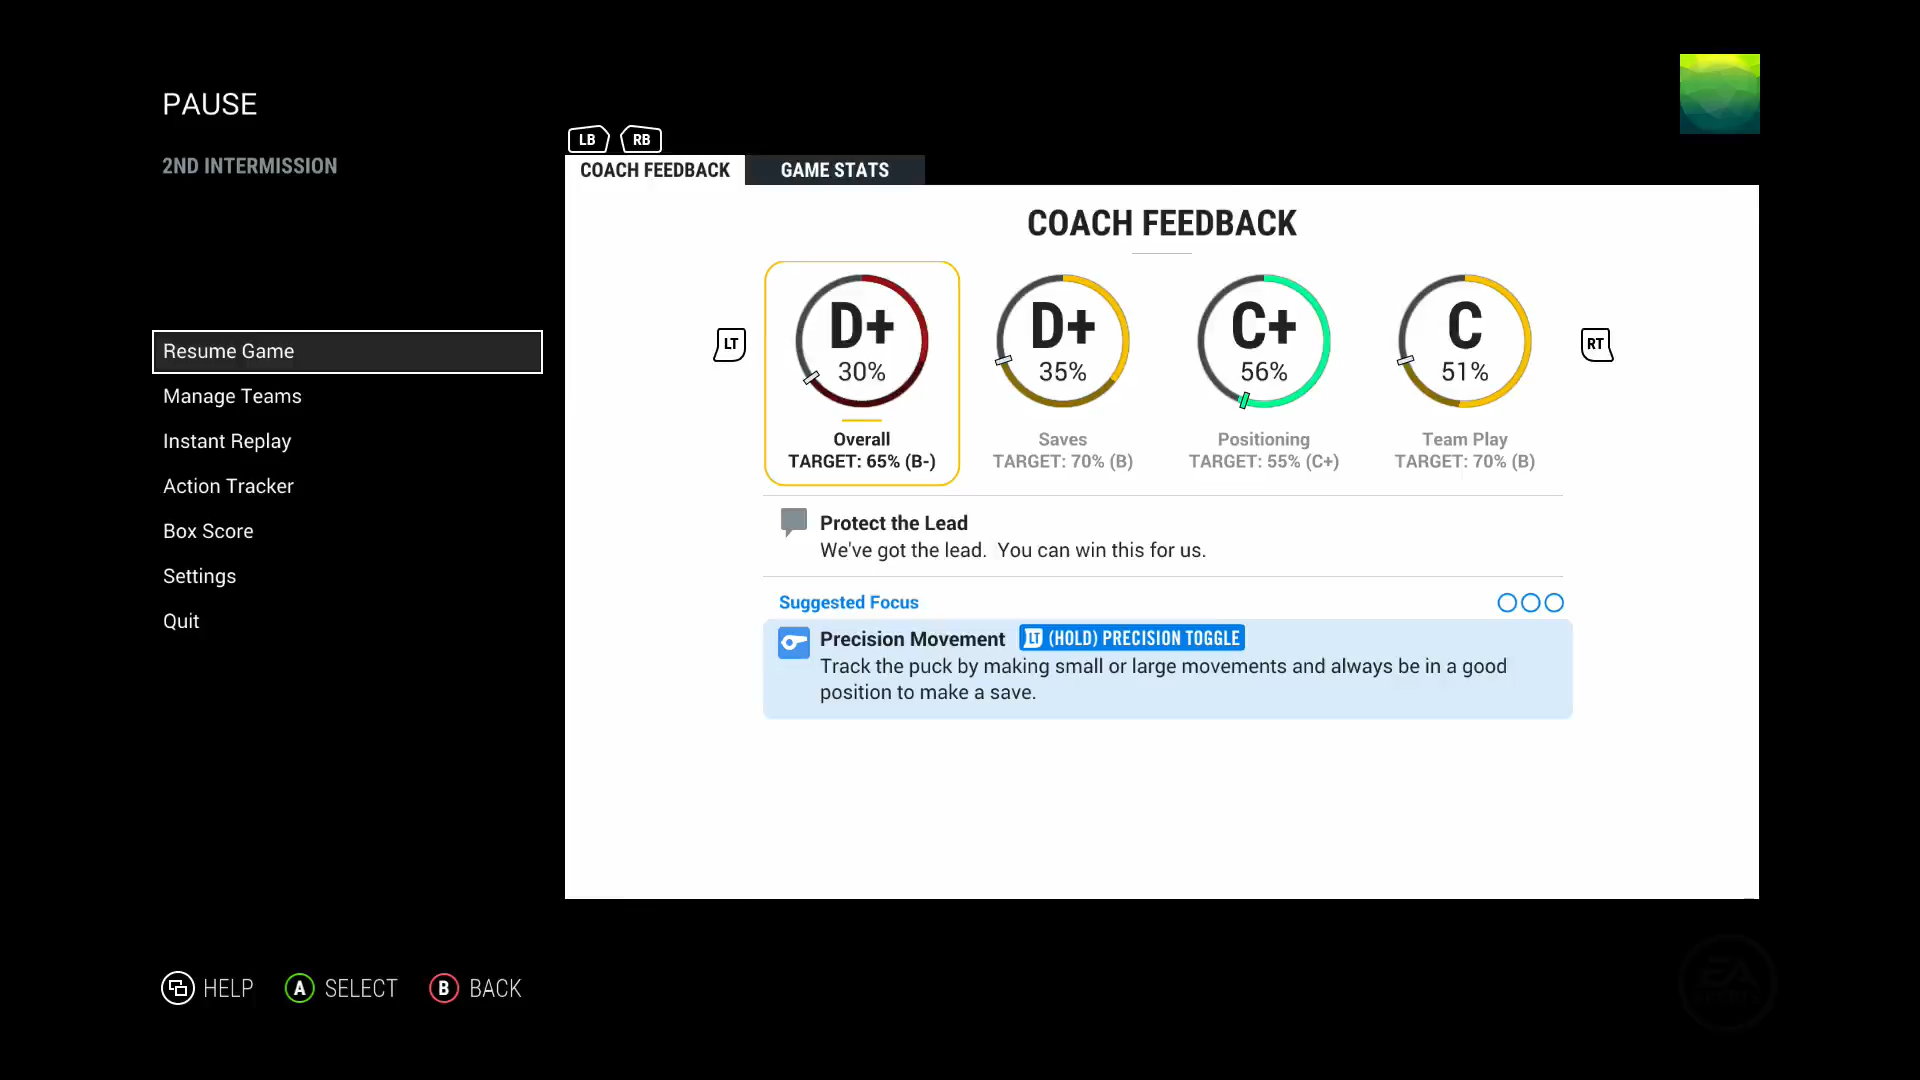 PAUSE
2ND INTERMISSION
LB RB
COACH FEEDBACK GAME STATS
Resume Game
Manage Teams
Instant Replay
Action Tracker
Box Score
Settings
Quit
COACH FEEDBACK
LT
D+
30%
Overall
TARGET: 65% (B-)
D+
35%
Saves
TARGET: 70% (B)
C+
56%
Positioning
TARGET: 55% (C+)
C
51%
Team Play
TARGET: 70% (B)
RT
Protect the Lead
We've got the lead. You can win this for us.
Suggested Focus
Precision Movement LT (HOLD) PRECISION TOGGLE
Track the puck by making small or large movements and always be in a good
position to make a save.
HELP A SELECT B BACK
EA